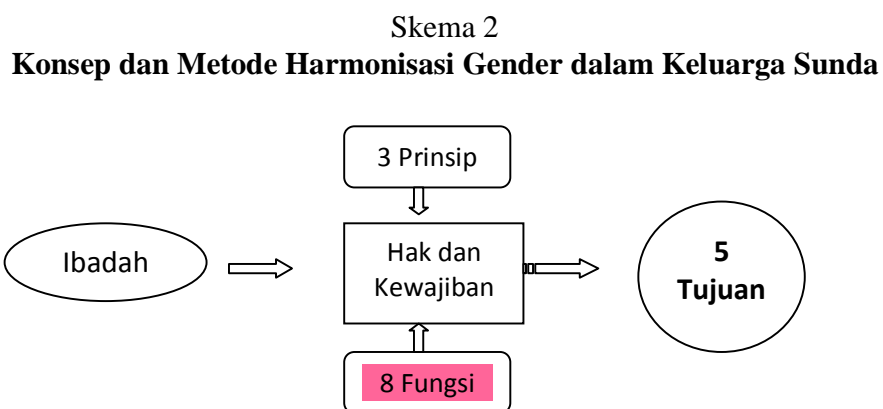 Skema 2
Konsep dan Metode Harmonisasi Gender dalam Keluarga Sunda
3 Prinsip
Ibadah
Hak dan
Kewajiban
5
Tujuan
8 Fungsi